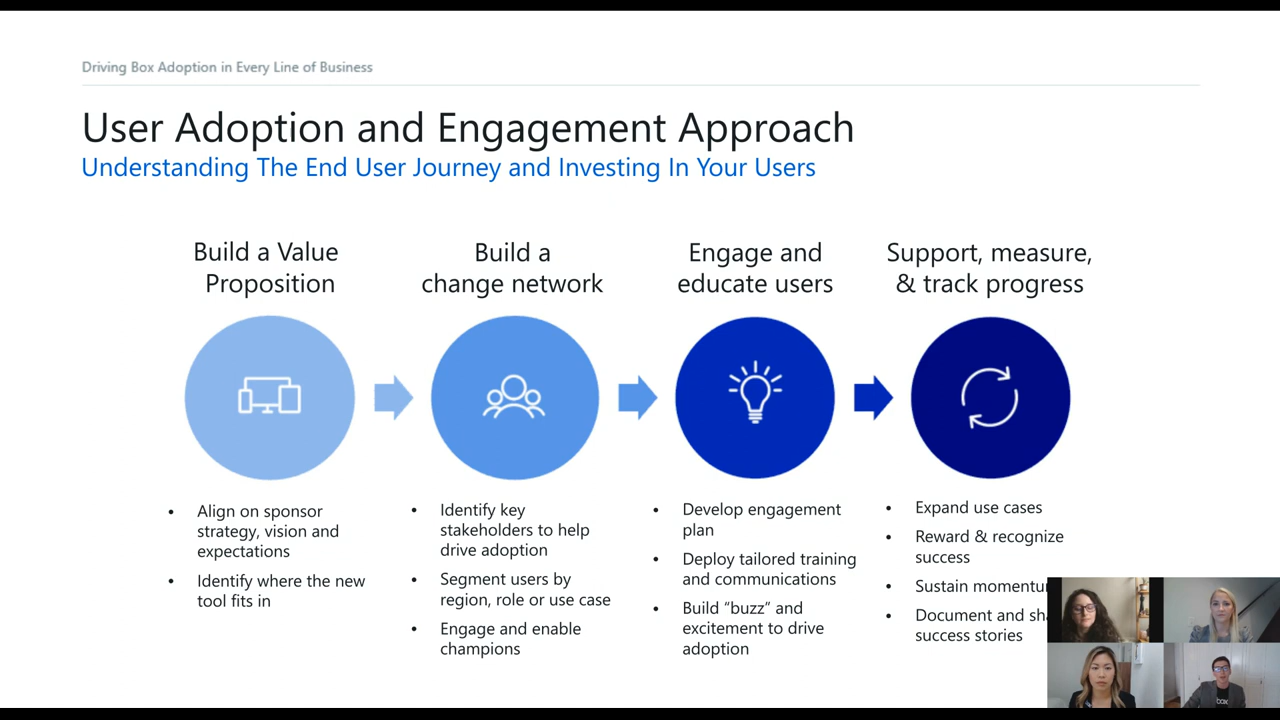 Driving Box Adoption in Every Line of Business
User Adoption and Engagement Approach
Understanding The End User Journey and Investing In Your Users
Build a Value
Proposition
Build a
change network
Engage and
educate users
Support, measure,
& track progress
• Align on sponsor
strategy, vision and
expectations
• Identify where the new
tool fits in
• Identify key
stakeholders to help
drive adoption
• Segment users by
region, role or use case
• Engage and enable
champions
• Develop engagement
plan
• Deploy tailored training
and communications
• Build “buzz” and
excitement to drive
adoption
• Expand use cases
• Reward & recognize
success
• Sustain
• Document and
success stories
box